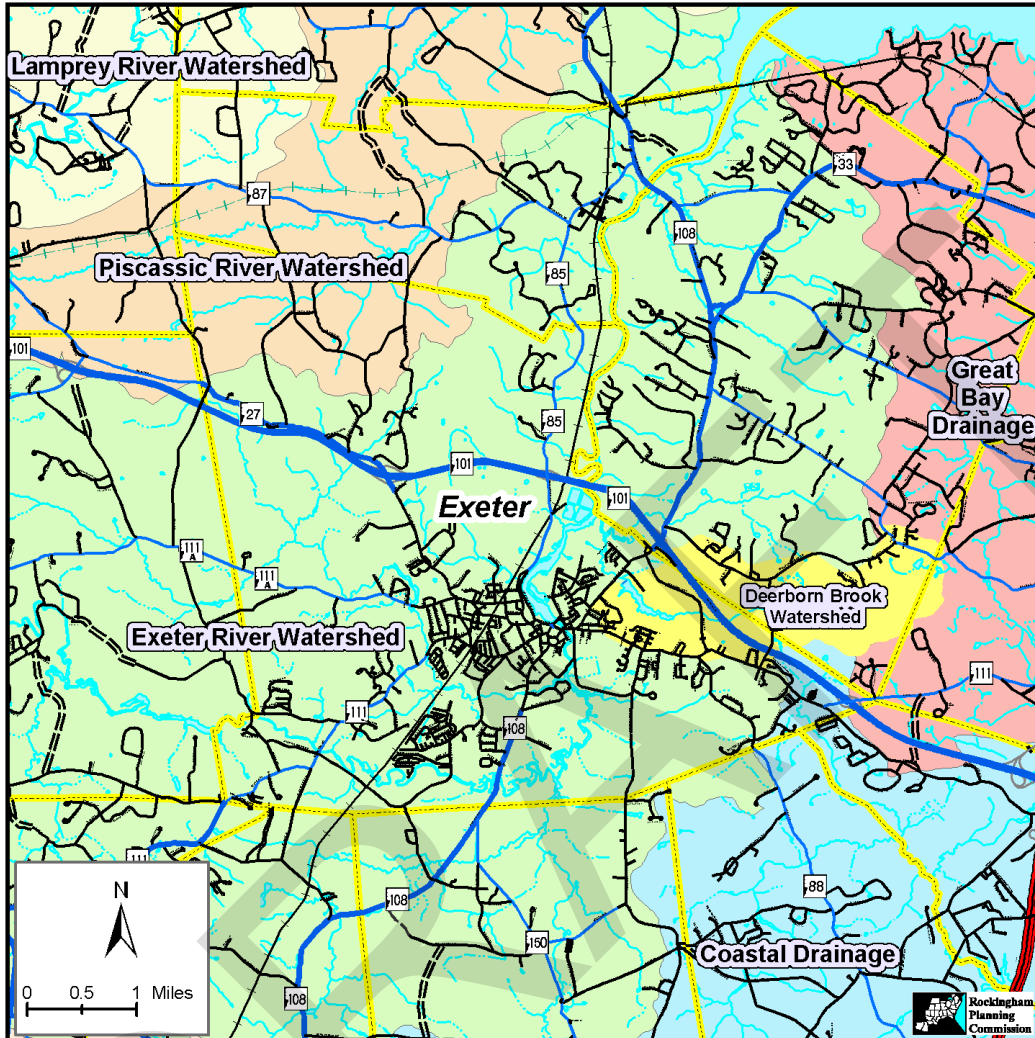 Lamprey River Watershed
33
87
108
Piscassic River Watershed
85
101
Great
Bay
Drainage
27
85
101
101
Exeter
111
A
111
A
Deerborn Brook
Watershed
Exeter River Watershed
111
111
108
111
88
108
150
Coastal Drainage
108
N
0 0.5 1 Miles
Rockingham
Planning
Commission
DRAFT